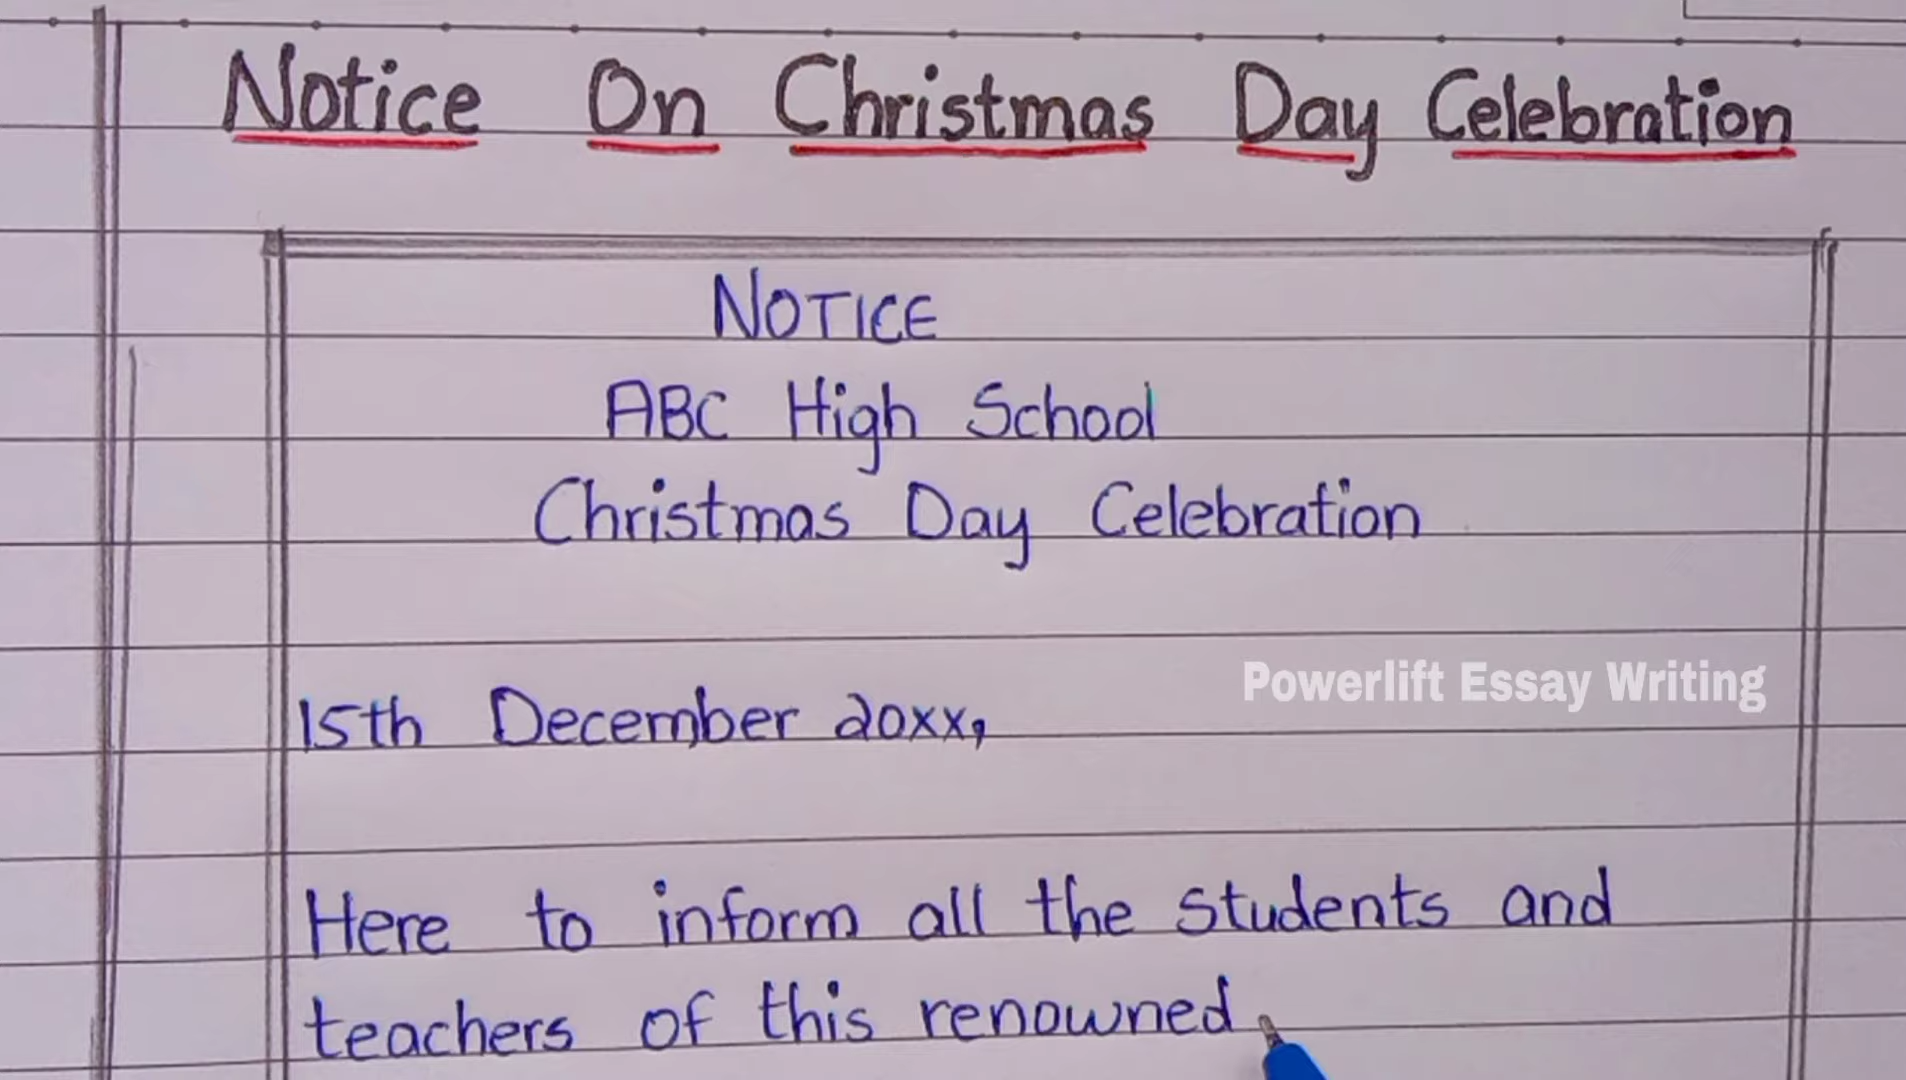 Notice On Christmas Day Celebration
NOTICE
ABC High School
Christmas Day Celebration
Powerlift Essay Writing
15th December 20xx,
Here to inform all the students and
teachers of this renowned